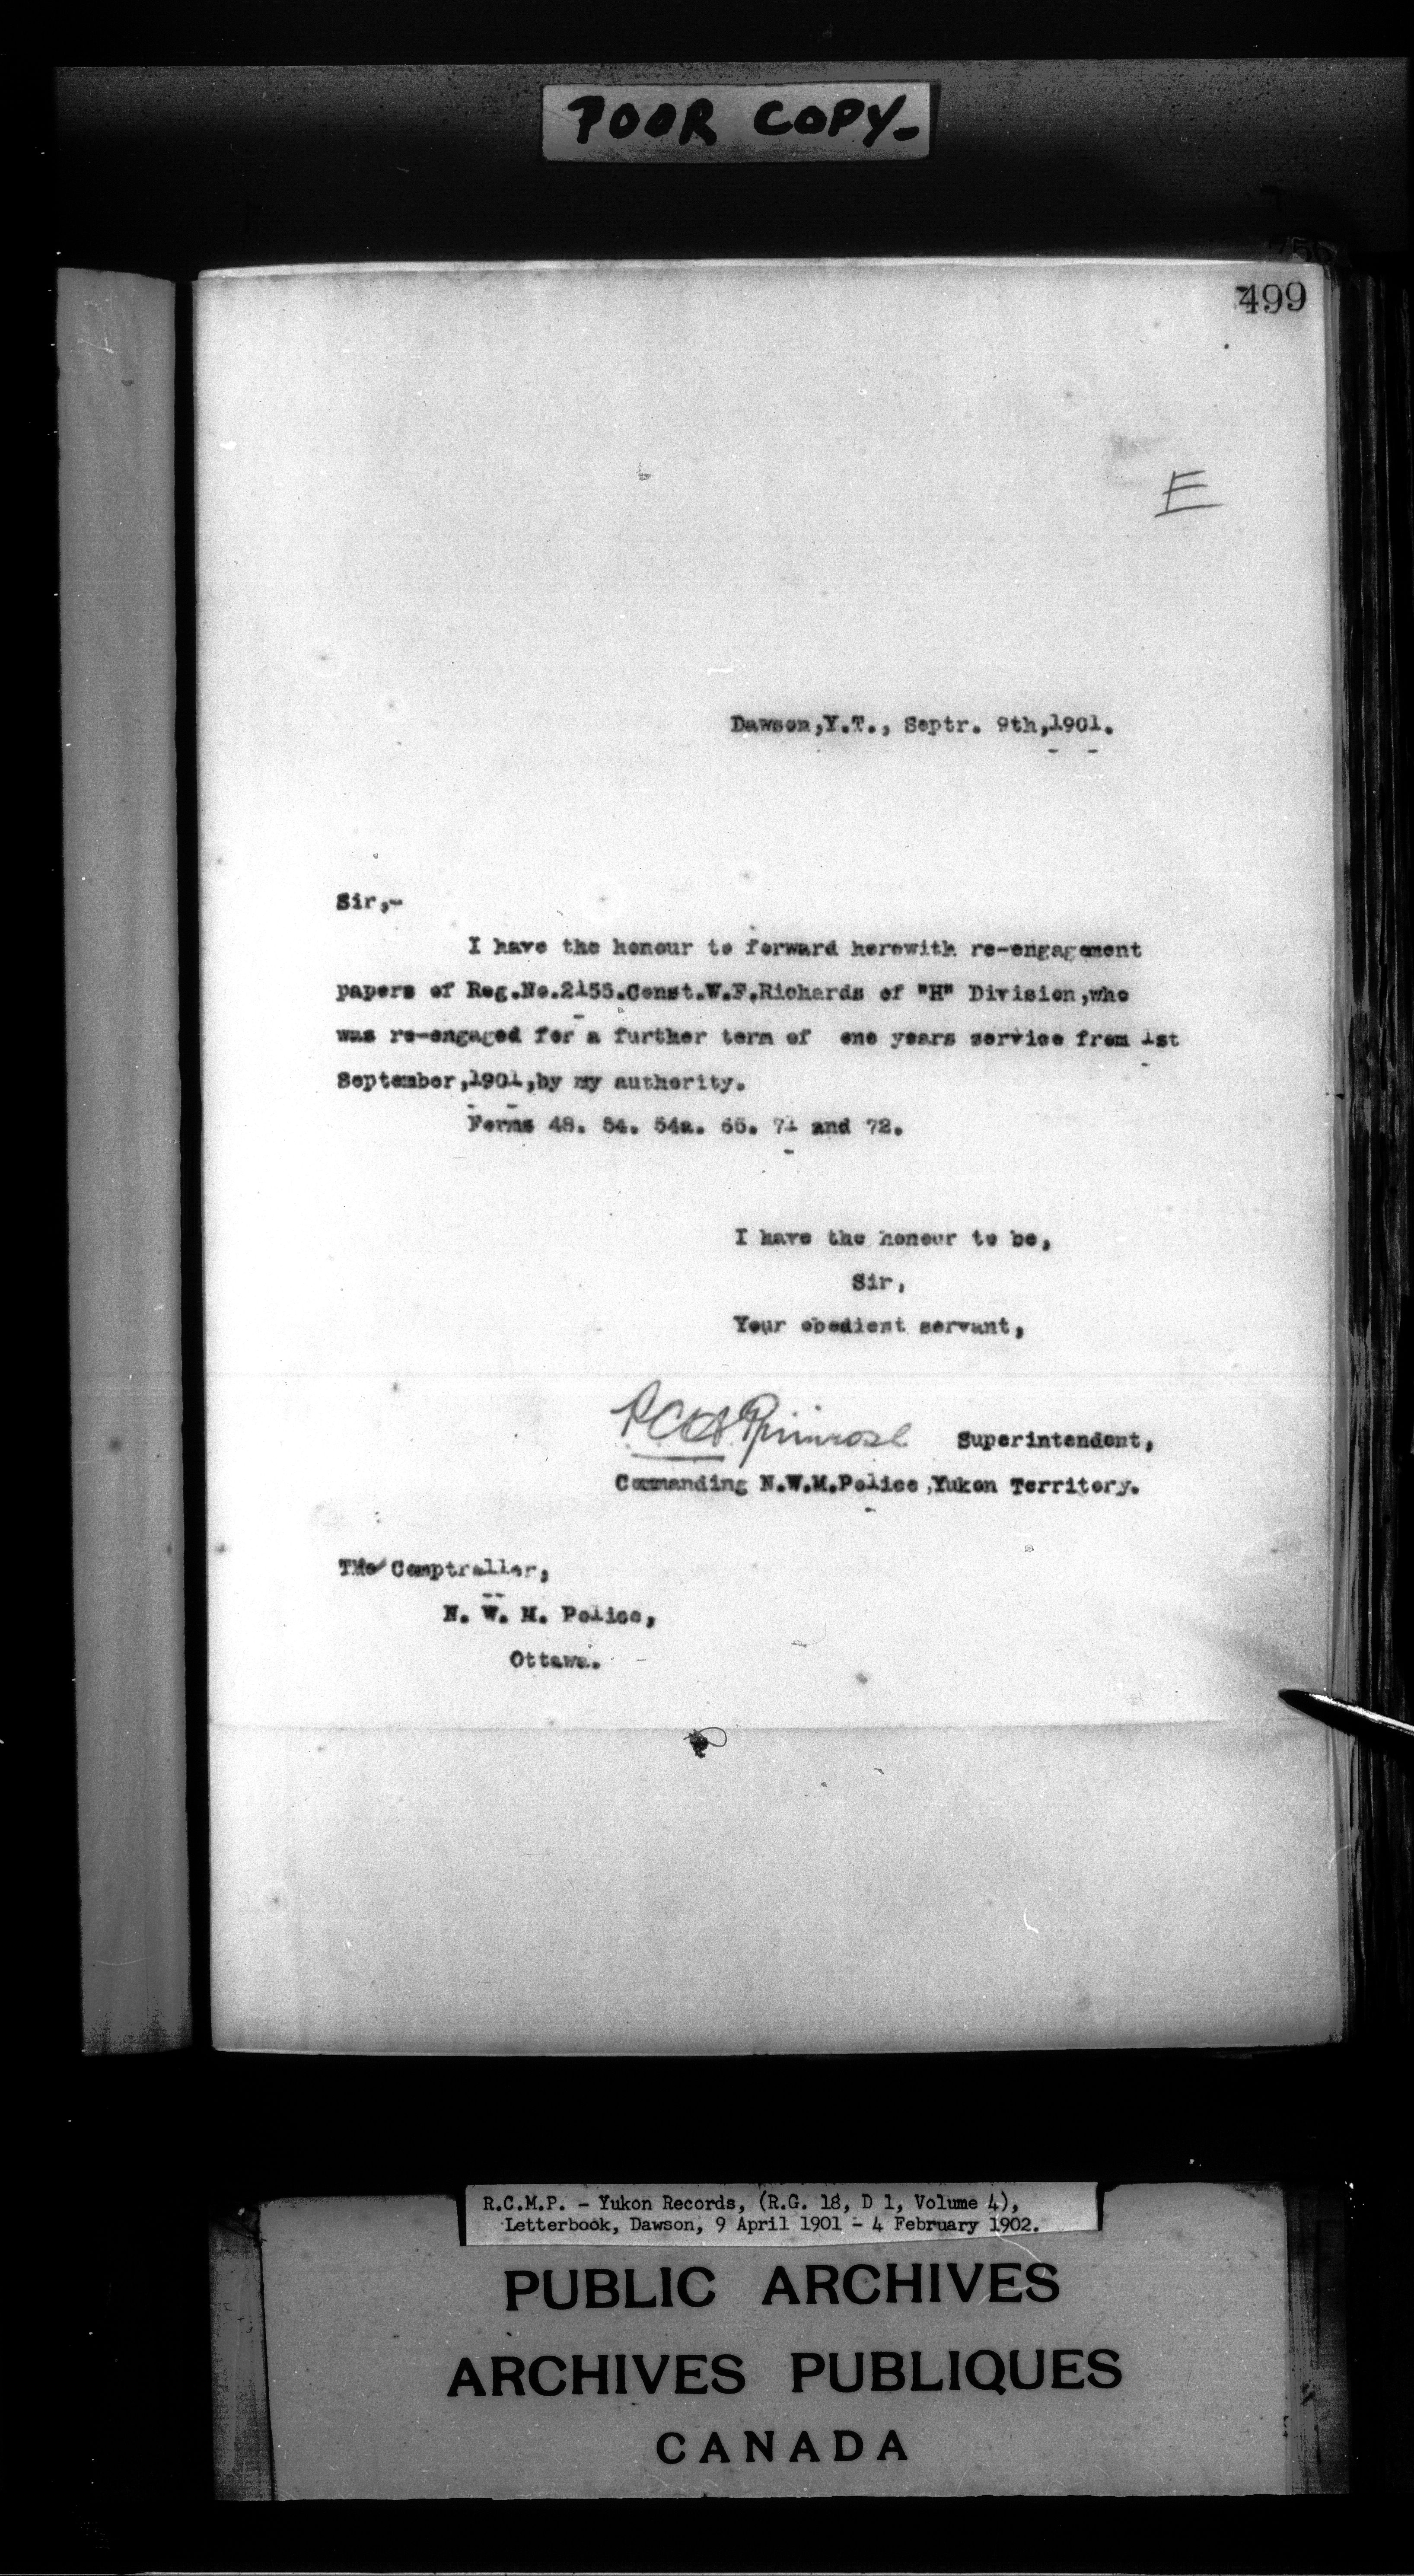 POOR COPY-
499
E
Dawson,Y.T., Septr. 9th,1901.
Sir,-
I have the honour to forward herewith re-engagement
papers of Reg.No.2155.Const.W.F.Richards of "H" Division,who
was re-engaged for a further term of one years service from 1st
September,1901,by my authority.
Forms 48. 54. 54a. 65. 71 and 72.
I have the honour to be,
Sir,
Your obedient servant,
Primrose Superintendent,
Commanding N.W.M.Police,Yukon Territory.
The Comptroller,
N. W. M. Police,
Ottawa.
R.C.M.P. - Yukon Records, (R.G. 18, D 1, Volume 4),
Letterbook, Dawson, 9 April 1901 - 4 February 1902.
PUBLIC ARCHIVES
ARCHIVES PUBLIQUES
CANADA